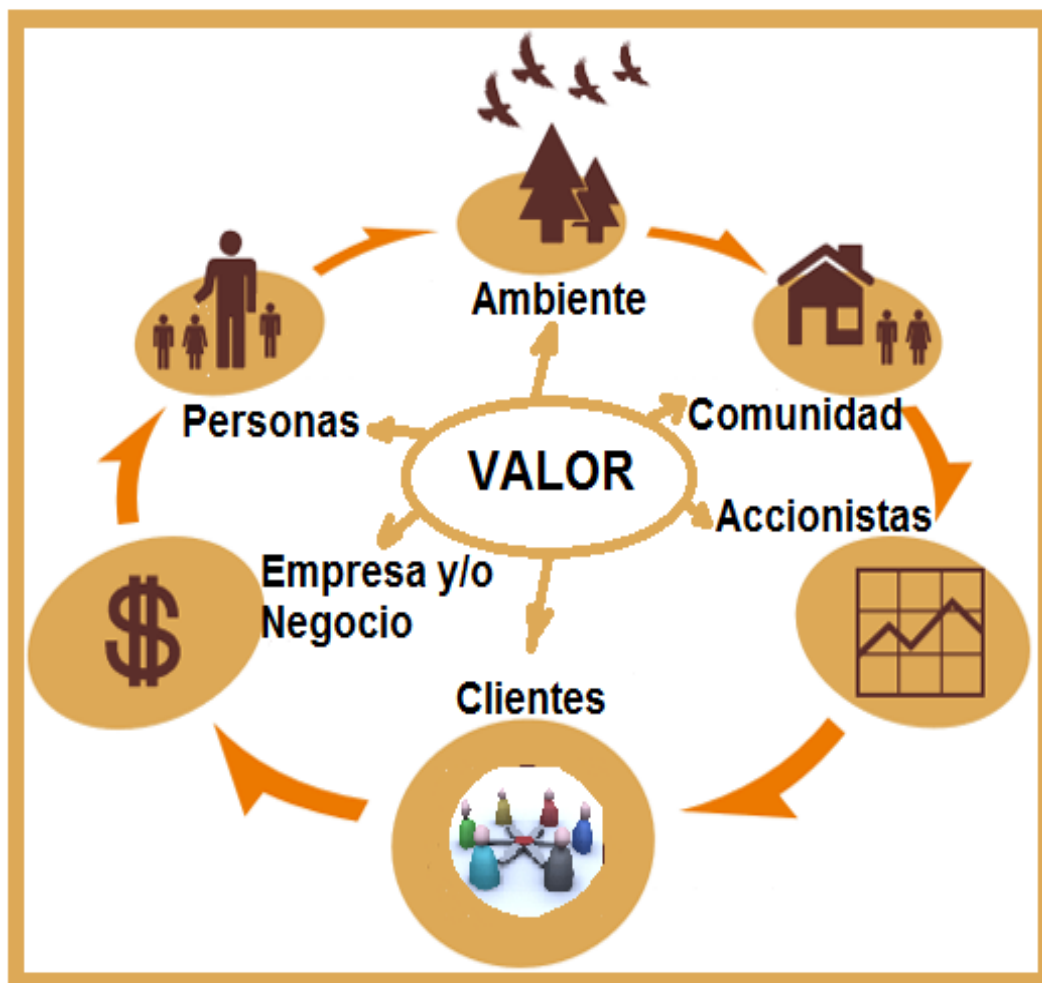 Ambiente
Personas
Comunidad
VALOR
Accionistas
Empresa y/o
Negocio
$
Clientes